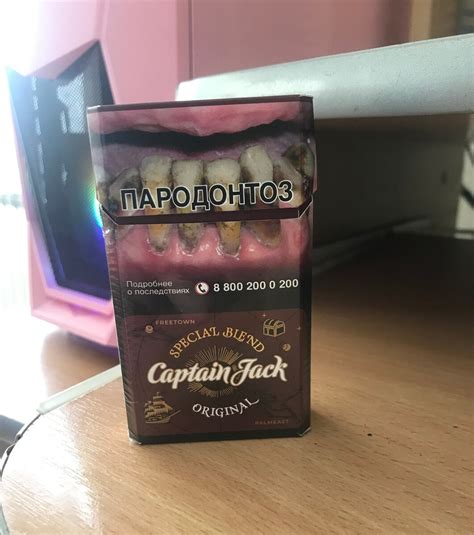 ПАРОДОНТОЗ
Подробнее
о последствиях
8 800 200 0 200
FREETOWN
SPECIAL BLEND
Captain Jack
ORIGINAL